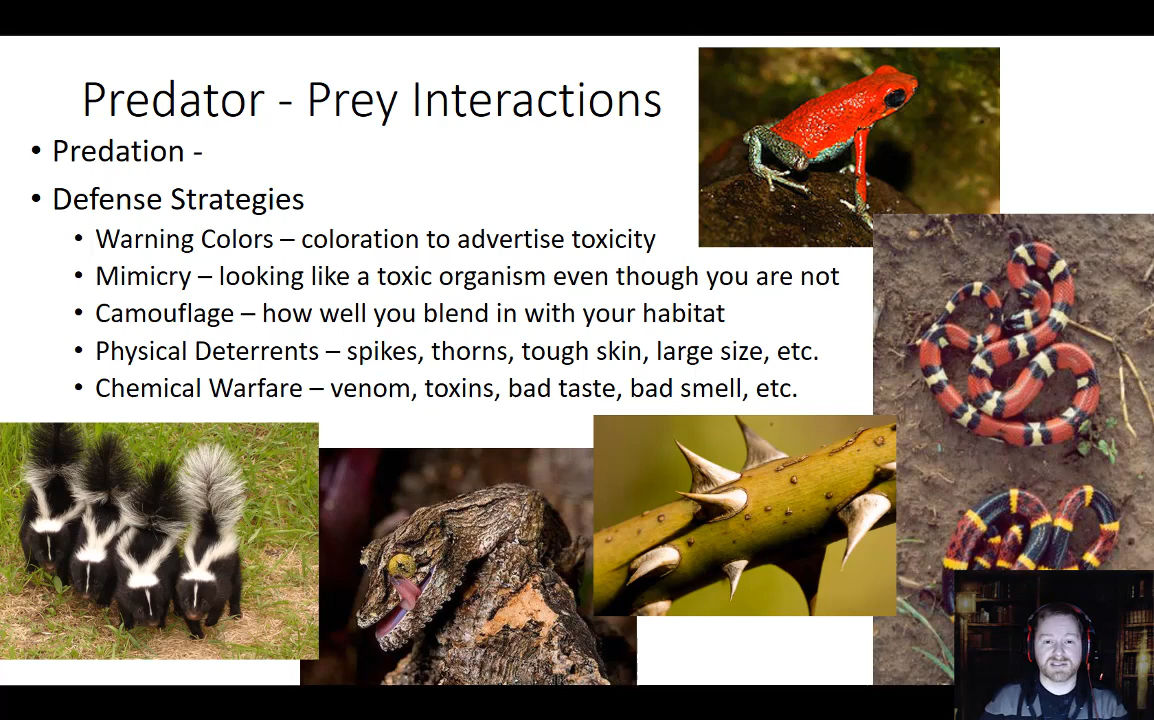 Predator - Prey Interactions
• Predation -
• Defense Strategies
• Warning Colors – coloration to advertise toxicity
• Mimicry – looking like a toxic organism even though you are not
• Camouflage – how well you blend in with your habitat
• Physical Deterrents – spikes, thorns, tough skin, large size, etc.
• Chemical Warfare – venom, toxins, bad taste, bad smell, etc.